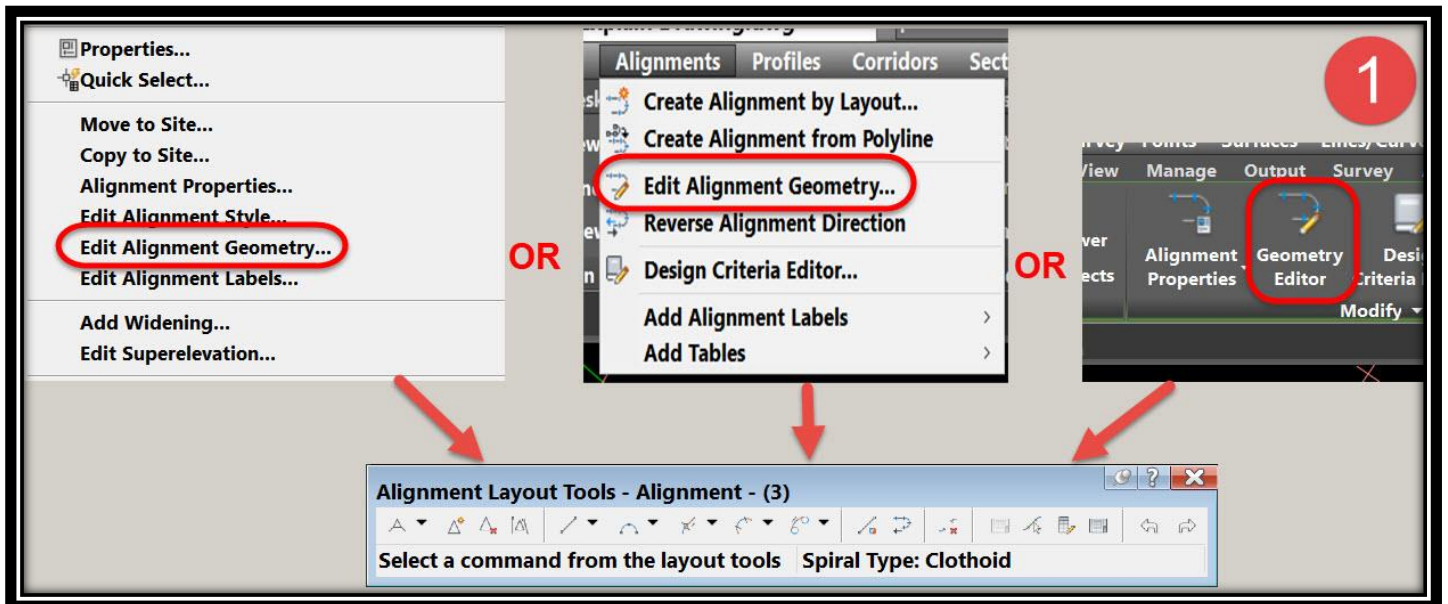 Properties...
Quick Select...
Move to Site...
Copy to Site...
Alignment Properties...
Edit Alignment Style...
Edit Alignment Geometry...
Edit Alignment Labels...
Add Widening...
Edit Superelevation...
OR
Alignments Profiles Corridors Sect
Create Alignment by Layout...
Create Alignment from Polyline
Edit Alignment Geometry...
Reverse Alignment Direction
Design Criteria Editor...
Add Alignment Labels >
Add Tables >
OR
1
View Manage Output Survey
Alignment Geometry Desi
Properties Editor Criteria
Modify
Alignment Layout Tools - Alignment - (3)
Select a command from the layout tools Spiral Type: Clothoid